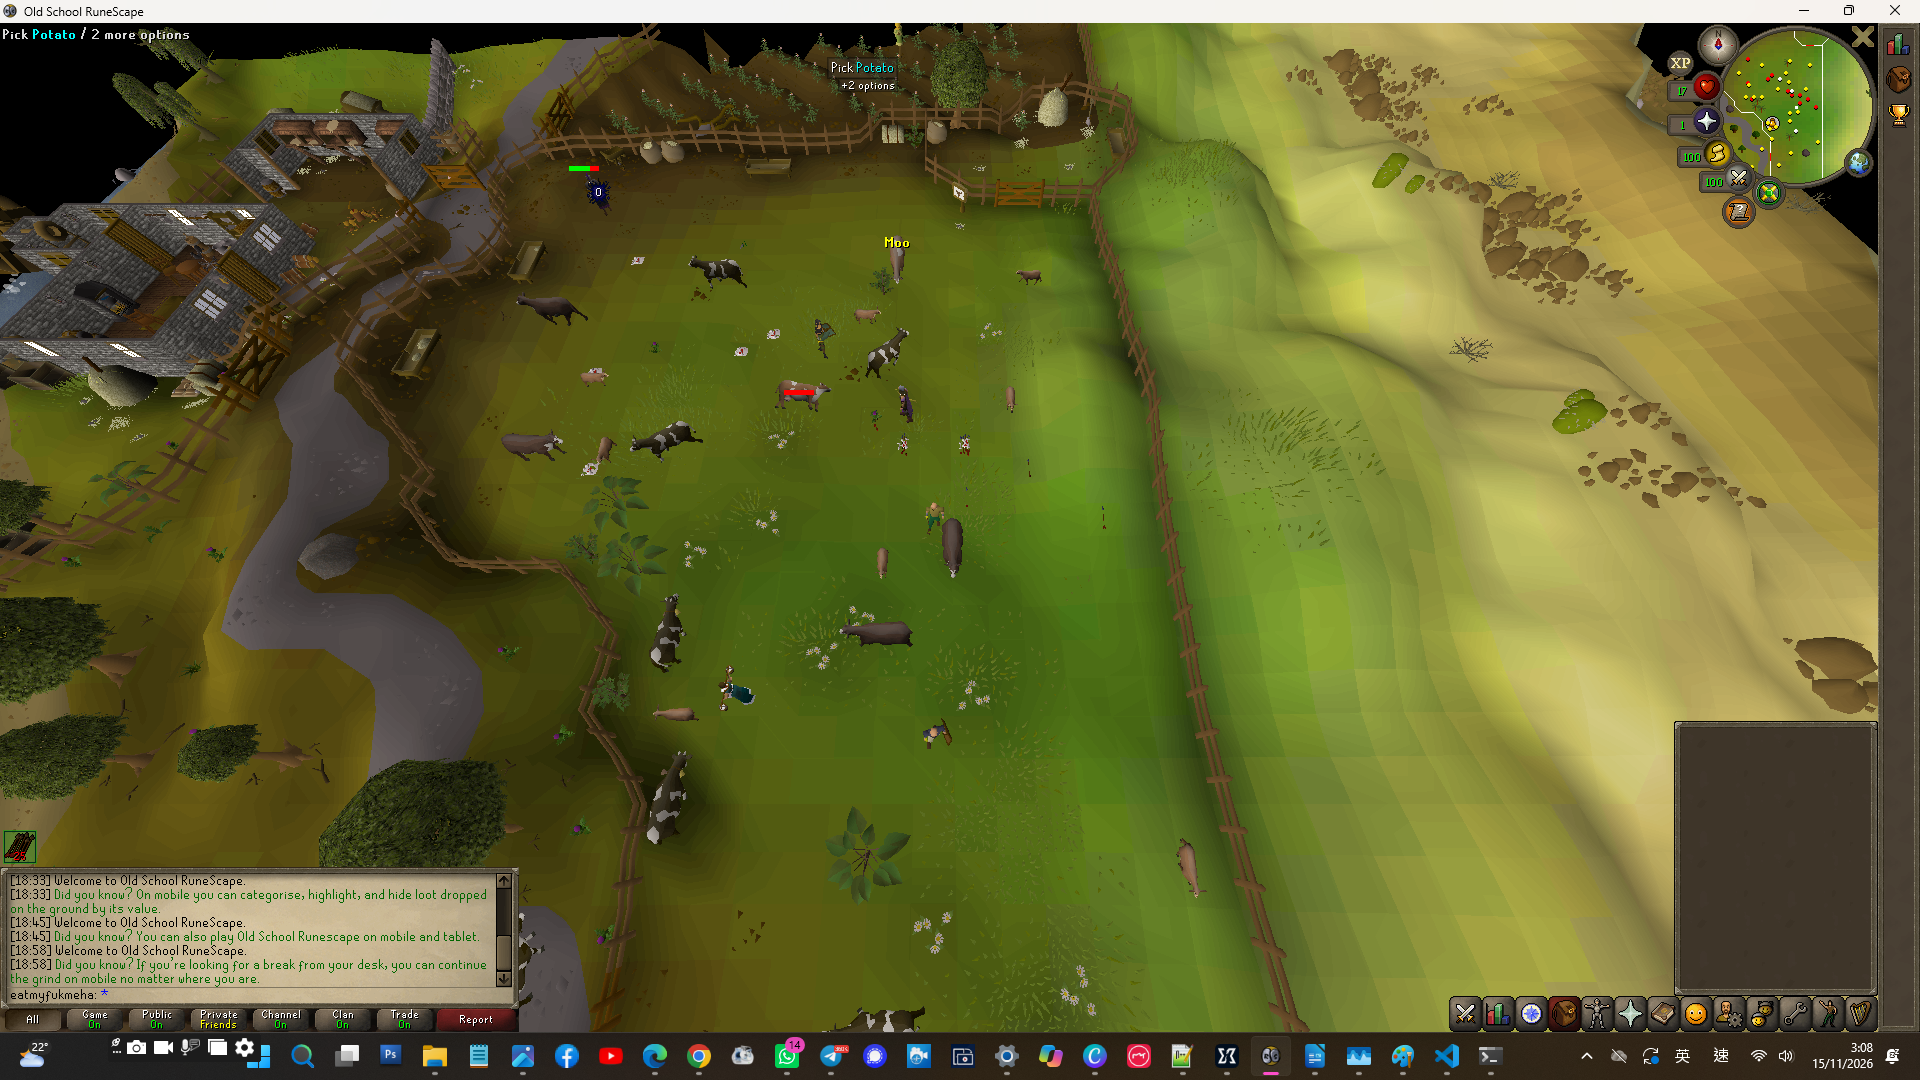 Old School RuneScape
Pick Potato / 2 more options
Pick Potato
+2 options
N
XP
17
1
100
100
0
Moo
[18:33] Welcome to Old School RuneScape.
[18:33] Did you know? On mobile you can categorise, highlight, and hide loot dropped
on the ground by its value.
[18:45] Welcome to Old School RuneScape.
[18:45] Did you know? You can also play Old School Runescape on mobile and tablet.
[18:58] Welcome to Old School RuneScape.
[18:58] Did you know? If you're looking for a break from your desk, you can continue
the grind on mobile no matter where you are.
eatmyfukmeha: *
All
Game
On
Public
On
Private
Friends
Channel
On
Clan
On
Trade
On
Report
22°
Ps
14
英
速
3:08
15/11/2026